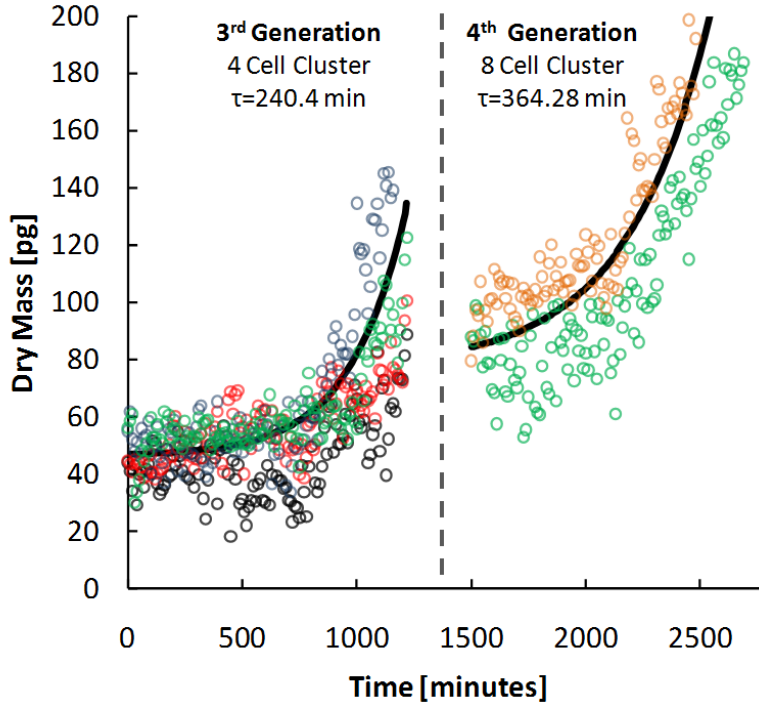 3rd Generation
4 Cell Cluster
τ=240.4 min
4th Generation
8 Cell Cluster
τ=364.28 min
Dry Mass [pg]
200
180
160
140
120
100
80
60
40
20
0
0
500
1000
1500
2000
2500
Time [minutes]